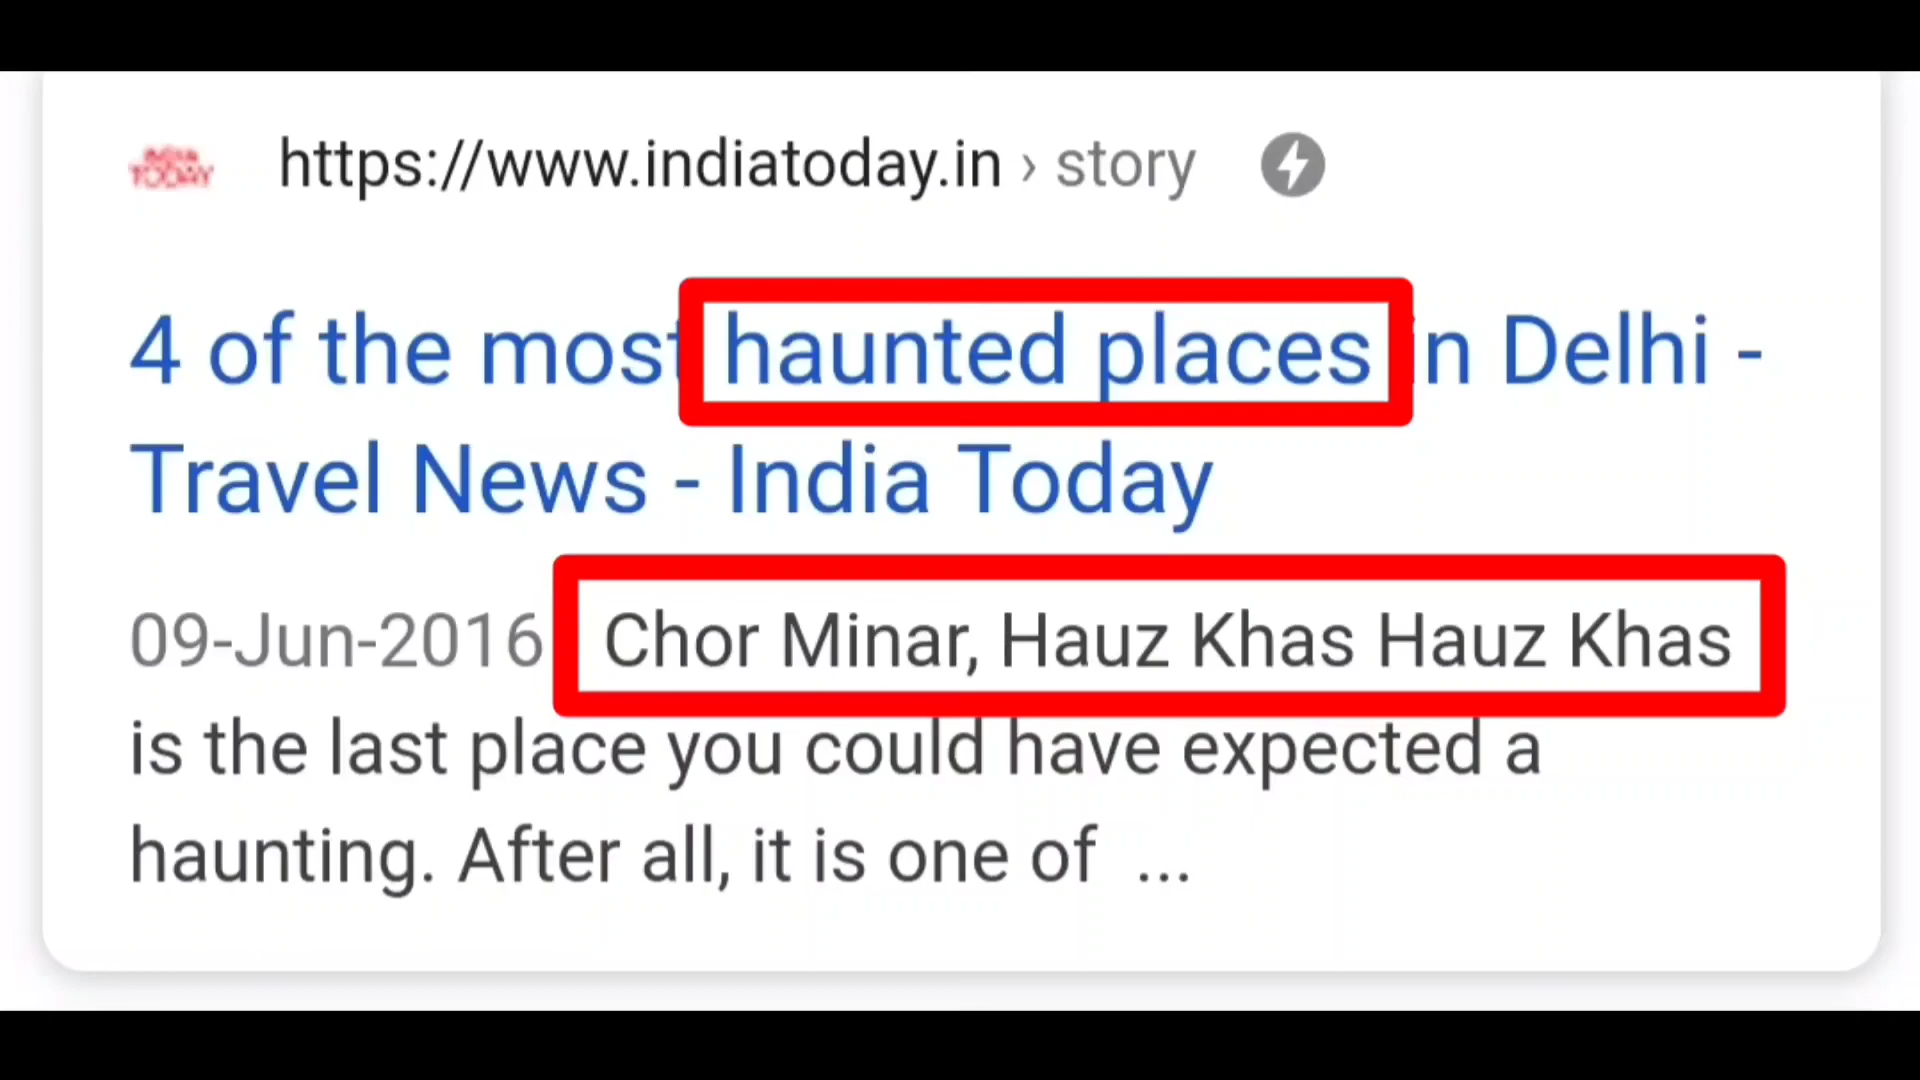 INDIA
TODAY
https://www.indiatoday.in › story
4 of the most haunted places in Delhi -
Travel News - India Today
09-Jun-2016 Chor Minar, Hauz Khas Hauz Khas
is the last place you could have expected a
haunting. After all, it is one of ...